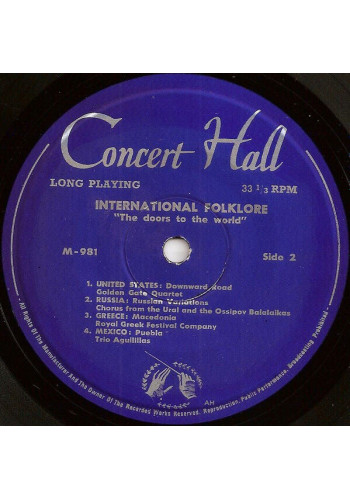 Concert Hall
LONG PLAYING 33 1/3 RPM
INTERNATIONAL FOLKLORE
"The doors to the world"
M-981 Side 2
1. UNITED STATES: Downward Road
Golden Gate Quartet
2. RUSSIA: Russian Variations
Chorus from the Ural and the Ossipov Balalaikas
3. GREECE: Macedonia
Royal Greek Festival Company
4. MEXICO: Puebla
Trio Aguilillas
AH
All Rights Of The Manufacturer And The Owner Of The Recorded Works Reserved. Reproduction, Public Performance, Broadcasting Prohibited.